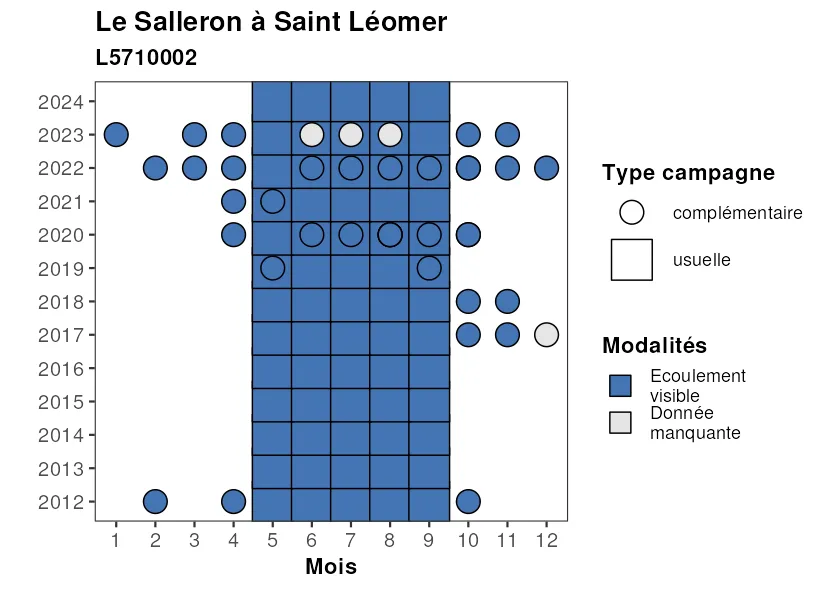 Le Salleron à Saint Léomer
L5710002
2024
2023
2022
2021
2020
2019
2018
2017
2016
2015
2014
2013
2012
1 2 3 4 5 6 7 8 9 10 11 12
Mois
Type campagne
complémentaire
usuelle
Modalités
Ecoulement
visible
Donnée
manquante